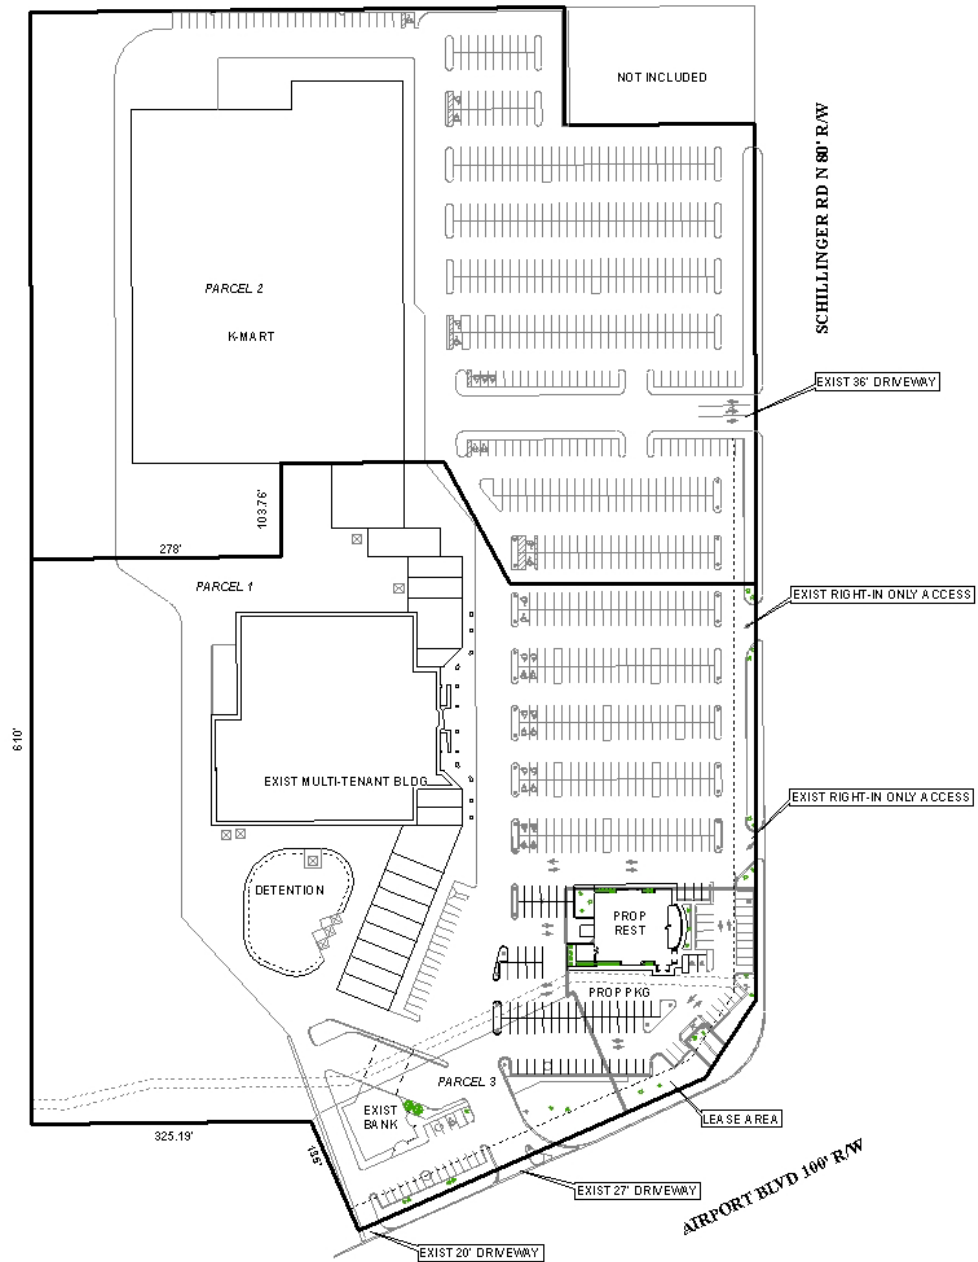 NOT INCLUDED
SCHILLINGER RD N 80' R/W
PARCEL 2
K-MART
EXIST 36' DRIVEWAY
103.76'
278'
PARCEL 1
EXIST RIGHT-IN ONLY ACCESS
610'
EXIST MULTI-TENANT BLDG
EXIST RIGHT-IN ONLY ACCESS
DETENTION
PROP
REST
PROP PKG
PARCEL 3
EXIST
BANK
LEASE AREA
325.19'
EXIST 27' DRIVEWAY
AIRPORT BLVD 100' R/W
EXIST 20' DRIVEWAY